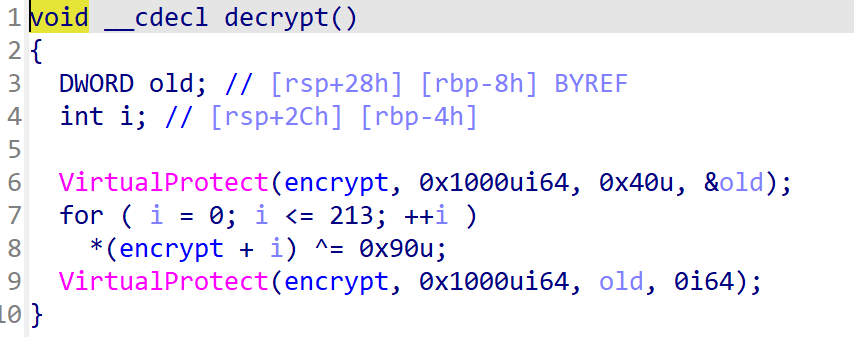 1 void __cdecl decrypt()
2 {
3   DWORD old; // [rsp+28h] [rbp-8h] BYREF
4   int i; // [rsp+2Ch] [rbp-4h]
5
6   VirtualProtect(encrypt, 0x1000ui64, 0x40u, &old);
7   for ( i = 0; i <= 213; ++i )
8     *(encrypt + i) ^= 0x90u;
9   VirtualProtect(encrypt, 0x1000ui64, old, 0i64);
10 }